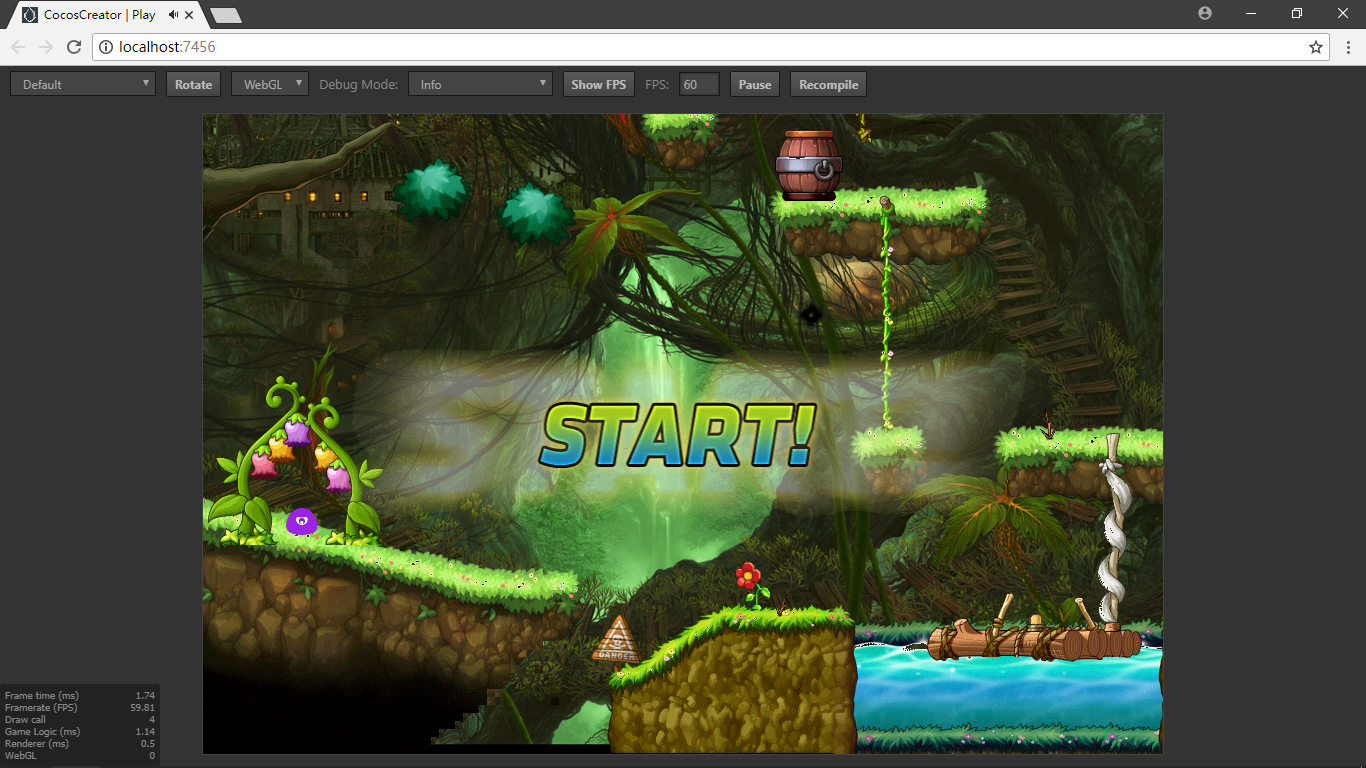 CocosCreator | Play
localhost:7456
Default Rotate WebGL Debug Mode: Info Show FPS FPS: 60 Pause Recompile
START!
DANGER
Frame time (ms) 1.74
Framerate (FPS) 59.81
Draw call 4
Game Logic (ms) 1.14
Renderer (ms) 0.5
WebGL 0